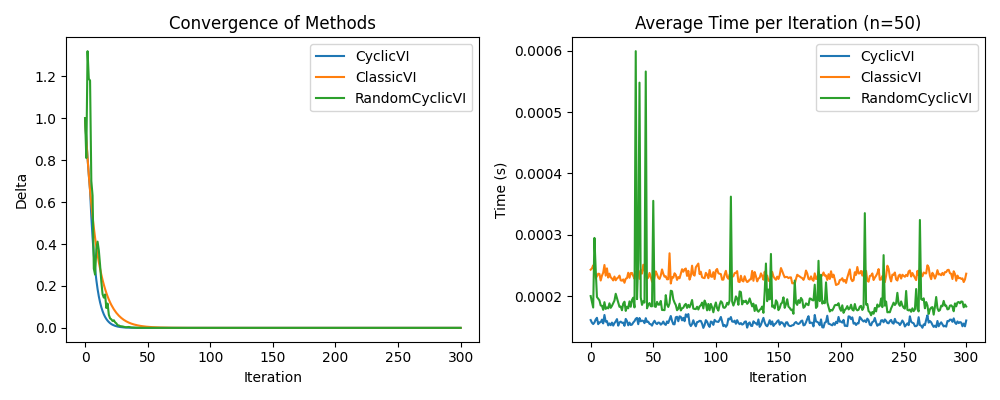 Convergence of Methods
CyclicVI
ClassicVI
RandomCyclicVI
Delta
1.2
1.0
0.8
0.6
0.4
0.2
0.0
0
50
100
150
200
250
300
Iteration
Average Time per Iteration (n=50)
CyclicVI
ClassicVI
RandomCyclicVI
Time (s)
0.0006
0.0005
0.0004
0.0003
0.0002
0
50
100
150
200
250
300
Iteration